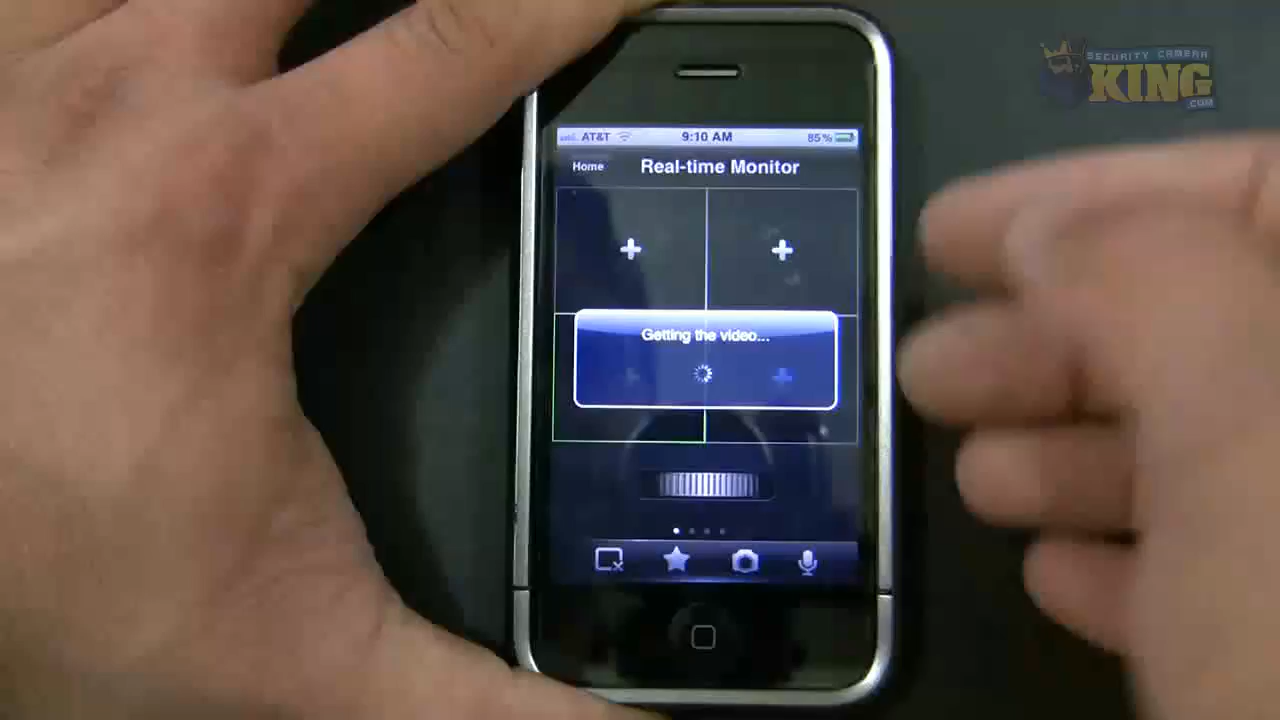 SECURITY CAMERA
KING
.COM
AT&T
9:10 AM
85%
Home
Real-time Monitor
Getting the video...